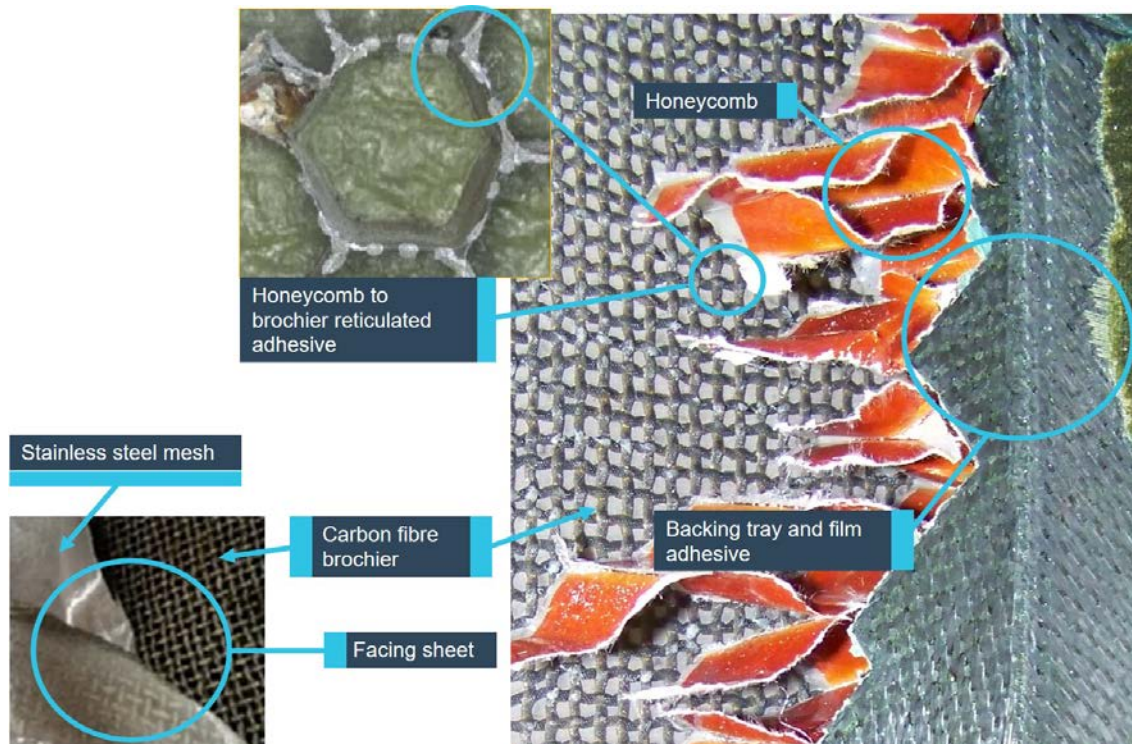 Honeycomb
Honeycomb to
brochier reticulated
adhesive
Stainless steel mesh
Carbon fibre
brochier
Backing tray and film
adhesive
Facing sheet